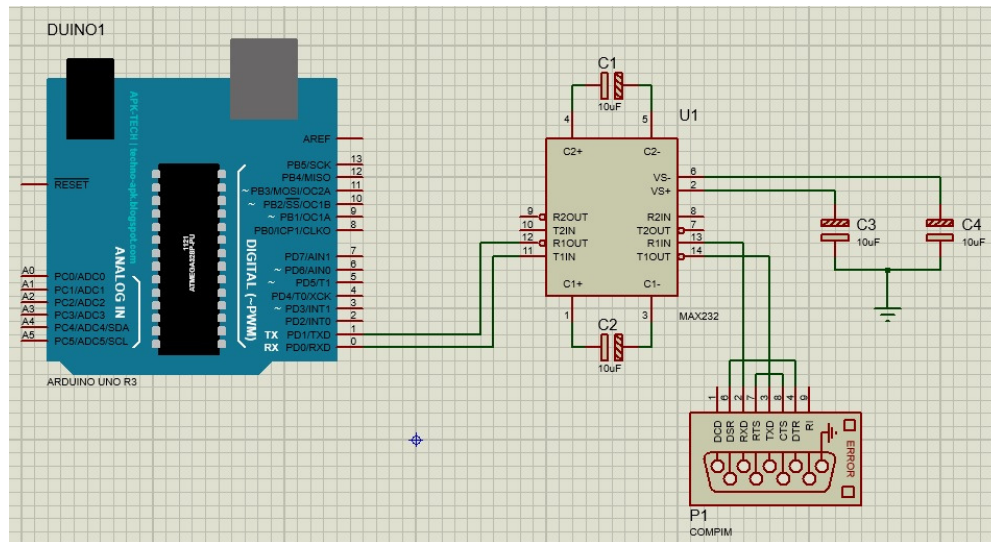 DUINO1
APK-TECH | techno-apk.blogspot.com
RESET
AREF
PB5/SCK 13
PB4/MISO 12
~PB3/MOSI/OC2A 11
~ PB2/SS/OC1B 10
~ PB1/OC1A 9
PB0/ICP1/CLKO 8
PD7/AIN1 7
~ PD6/AIN0 6
~ PD5/T1 5
PD4/T0/XCK 4
~ PD3/INT1 3
PD2/INT0 2
TX PD1/TXD 1
RX PD0/RXD 0
DIGITAL (~PWM)
ANALOG IN
A0 PC0/ADC0
A1 PC1/ADC1
A2 PC2/ADC2
A3 PC3/ADC3
A4 PC4/ADC4/SDA
A5 PC5/ADC5/SCL
ARDUINO UNO R3
C1
10uF
4 5
U1
C2+ C2-
VS- 6
VS+ 2
9 R2OUT R2IN 8
10 T2IN T2OUT 7
12 R1OUT R1IN 13
11 T1IN T1OUT 14
C1+ C1-
1 3
MAX232
C2
10uF
C3
10uF
C4
10uF
1 6 2 7 3 8 4 9
DCD DSR RXD RTS TXD CTS DTR RI
ERROR
P1
COMPIM